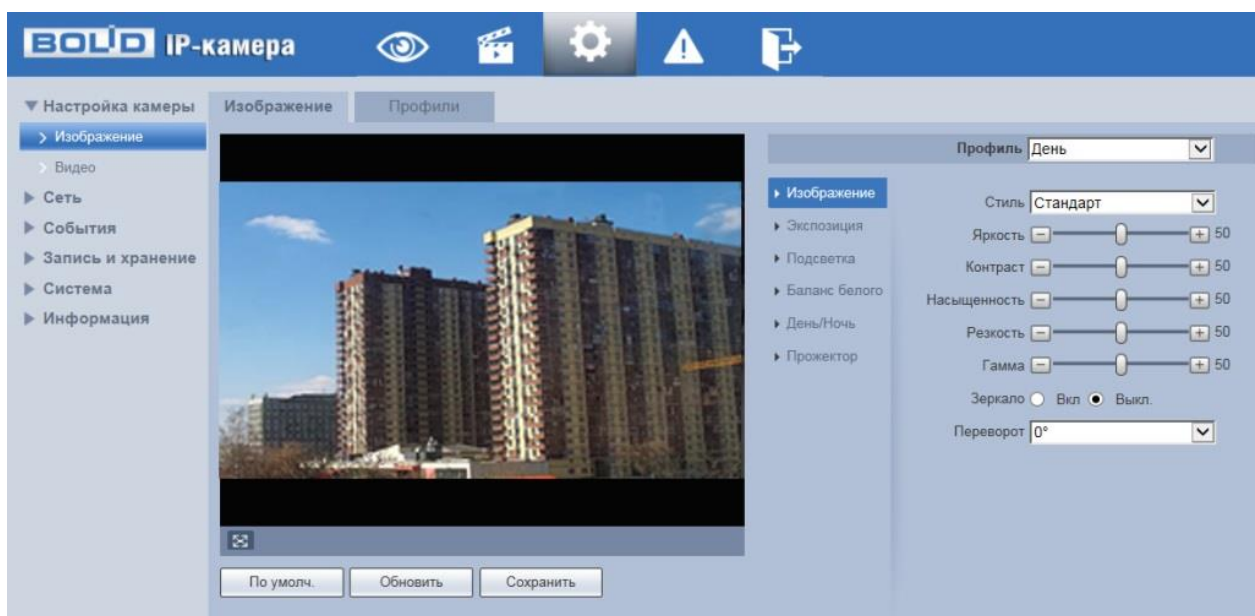 BOLID IP-камера
Настройка камеры
Изображение
Видео
Сеть
События
Запись и хранение
Система
Информация
Изображение Профили
Профиль День
Изображение
Экспозиция
Подсветка
Баланс белого
День/Ночь
Прожектор
Стиль Стандарт
Яркость 50
Контраст 50
Насыщенность 50
Резкость 50
Гамма 50
Зеркало Вкл Выкл.
Переворот 0°
По умолч. Обновить Сохранить